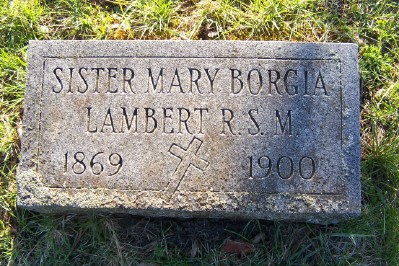 SISTER MARY BORGIA
LAMBERT R.S.M.
1869 1900